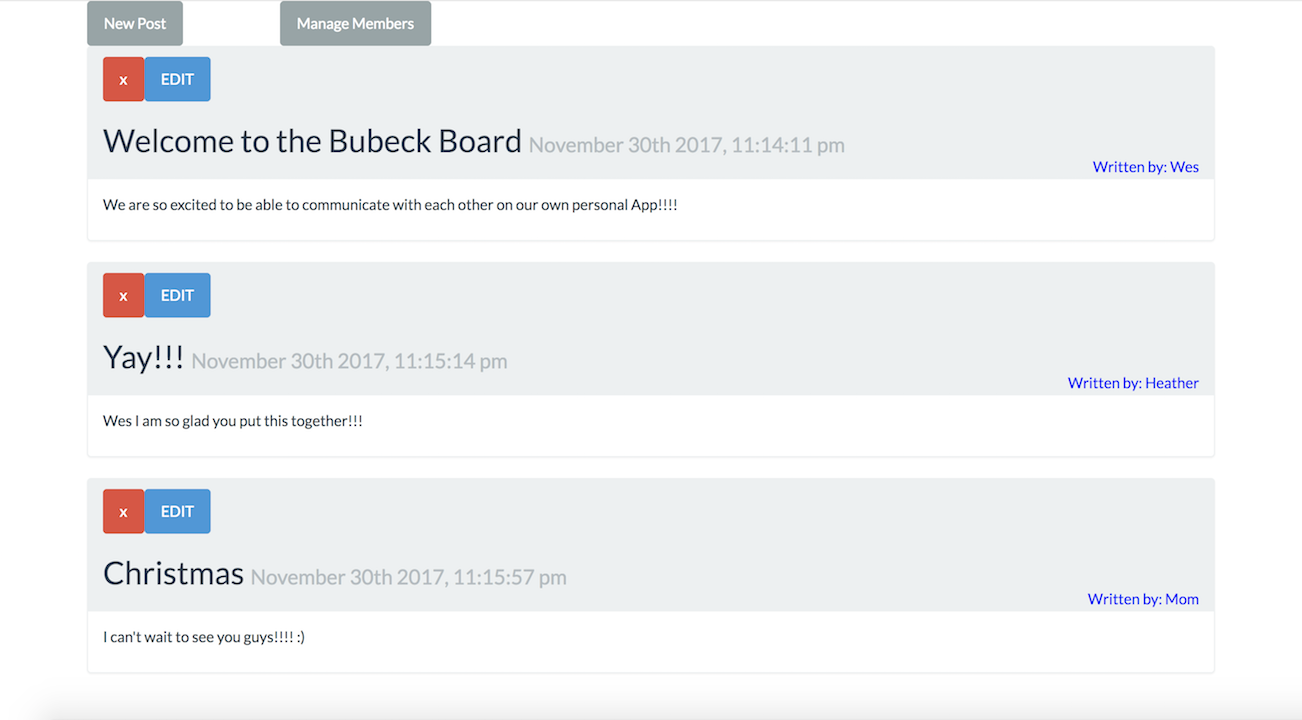 New Post Manage Members
x EDIT
Welcome to the Bubeck Board November 30th 2017, 11:14:11 pm
Written by: Wes
We are so excited to be able to communicate with each other on our own personal App!!!!
x EDIT
Yay!!! November 30th 2017, 11:15:14 pm
Written by: Heather
Wes I am so glad you put this together!!!
x EDIT
Christmas November 30th 2017, 11:15:57 pm
Written by: Mom
I can't wait to see you guys!!!! :)